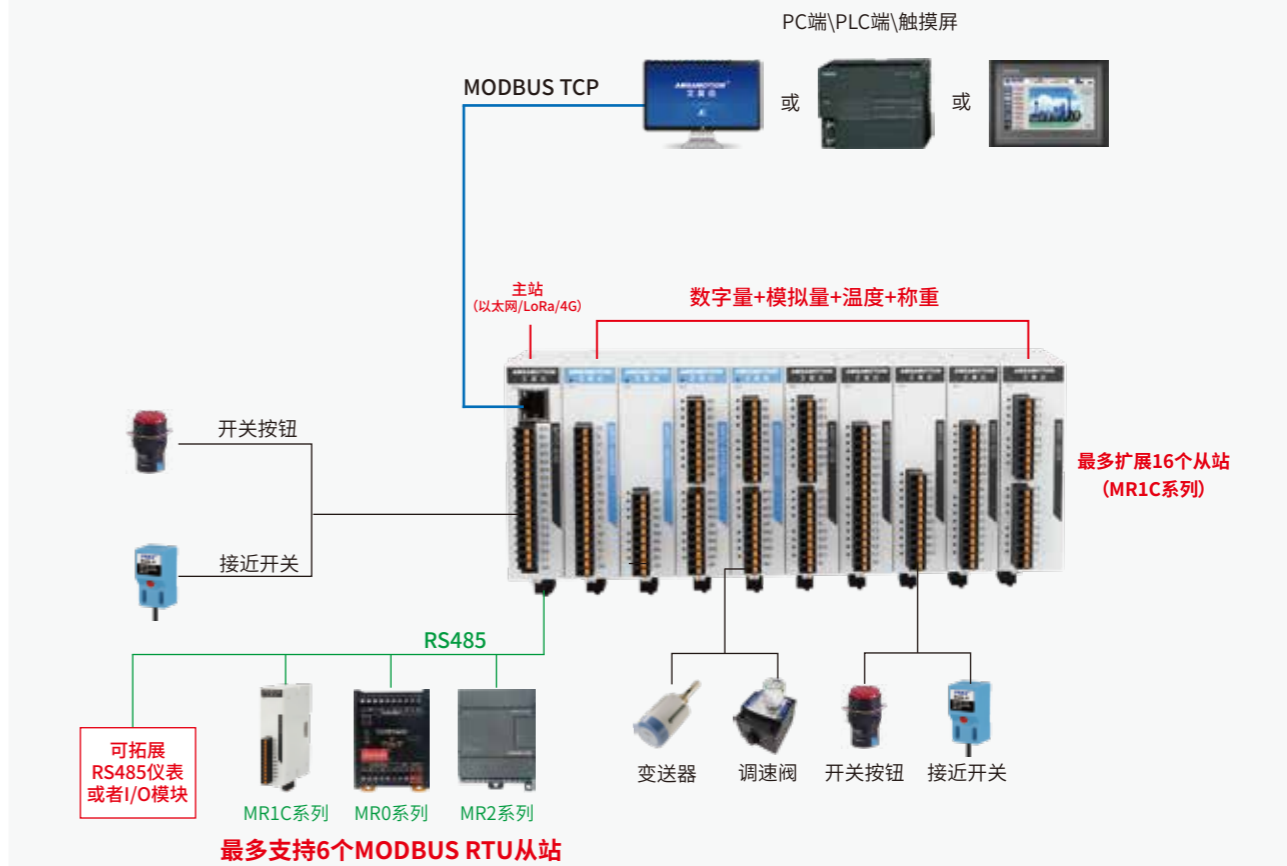 PC端\PLC端\触摸屏
MODBUS TCP
AMSAMOTION
艾莫迅
或
或
主站
（以太网/LoRa/4G）
数字量+模拟量+温度+称重
开关按钮
接近开关
最多扩展16个从站
（MR1C系列）
RS485
可拓展
RS485仪表
或者I/O模块
MR1C系列
MR0系列
MR2系列
最多支持6个MODBUS RTU从站
变送器
调速阀
开关按钮
接近开关